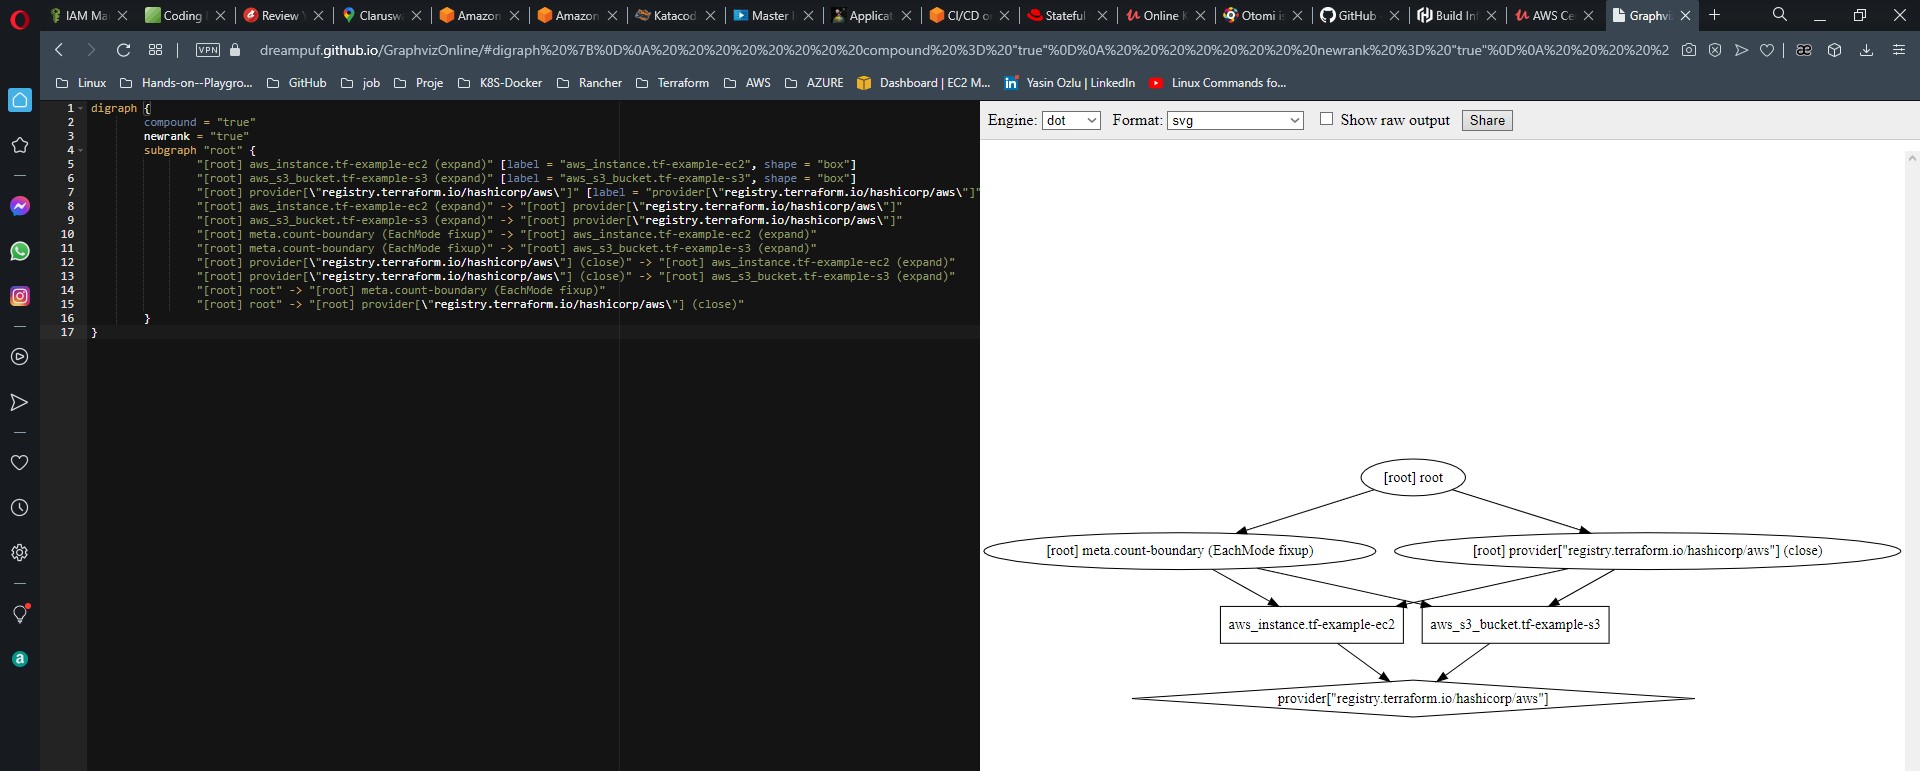 IAM Ma
Coding
Review
Clarusw
Amazon
Amazon
Katacod
Master
Applicat
CI/CD o
Stateful
Online K
Otomi is
GitHub
Build In
AWS Ce
Graphvi
VPN
dreampuf.github.io/GraphvizOnline/#digraph%20%7B%0D%0A%20%20%20%20%20%20%20%20compound%20%3D%20"true"%0D%0A%20%20%20%20%20%20%20%20newrank%20%3D%20"true"%0D%0A%20%20%20%20%2
Linux
Hands-on--Playgro...
GitHub
job
Proje
K8S-Docker
Rancher
Terraform
AWS
AZURE
Dashboard | EC2 M...
Yasin Ozlu | LinkedIn
Linux Commands fo...
1 digraph {
2 compound = "true"
3 newrank = "true"
4 subgraph "root" {
5 "[root] aws_instance.tf-example-ec2 (expand)" [label = "aws_instance.tf-example-ec2", shape = "box"]
6 "[root] aws_s3_bucket.tf-example-s3 (expand)" [label = "aws_s3_bucket.tf-example-s3", shape = "box"]
7 "[root] provider[\"registry.terraform.io/hashicorp/aws\"]" [label = "provider[\"registry.terraform.io/hashicorp/aws\"]"
8 "[root] aws_instance.tf-example-ec2 (expand)" -> "[root] provider[\"registry.terraform.io/hashicorp/aws\"]"
9 "[root] aws_s3_bucket.tf-example-s3 (expand)" -> "[root] provider[\"registry.terraform.io/hashicorp/aws\"]"
10 "[root] meta.count-boundary (EachMode fixup)" -> "[root] aws_instance.tf-example-ec2 (expand)"
11 "[root] meta.count-boundary (EachMode fixup)" -> "[root] aws_s3_bucket.tf-example-s3 (expand)"
12 "[root] provider[\"registry.terraform.io/hashicorp/aws\"] (close)" -> "[root] aws_instance.tf-example-ec2 (expand)"
13 "[root] provider[\"registry.terraform.io/hashicorp/aws\"] (close)" -> "[root] aws_s3_bucket.tf-example-s3 (expand)"
14 "[root] root" -> "[root] meta.count-boundary (EachMode fixup)"
15 "[root] root" -> "[root] provider[\"registry.terraform.io/hashicorp/aws\"] (close)"
16 }
17 }
Engine: dot Format: svg Show raw output Share
[root] root
[root] meta.count-boundary (EachMode fixup)
[root] provider["registry.terraform.io/hashicorp/aws"] (close)
aws_instance.tf-example-ec2
aws_s3_bucket.tf-example-s3
provider["registry.terraform.io/hashicorp/aws"]